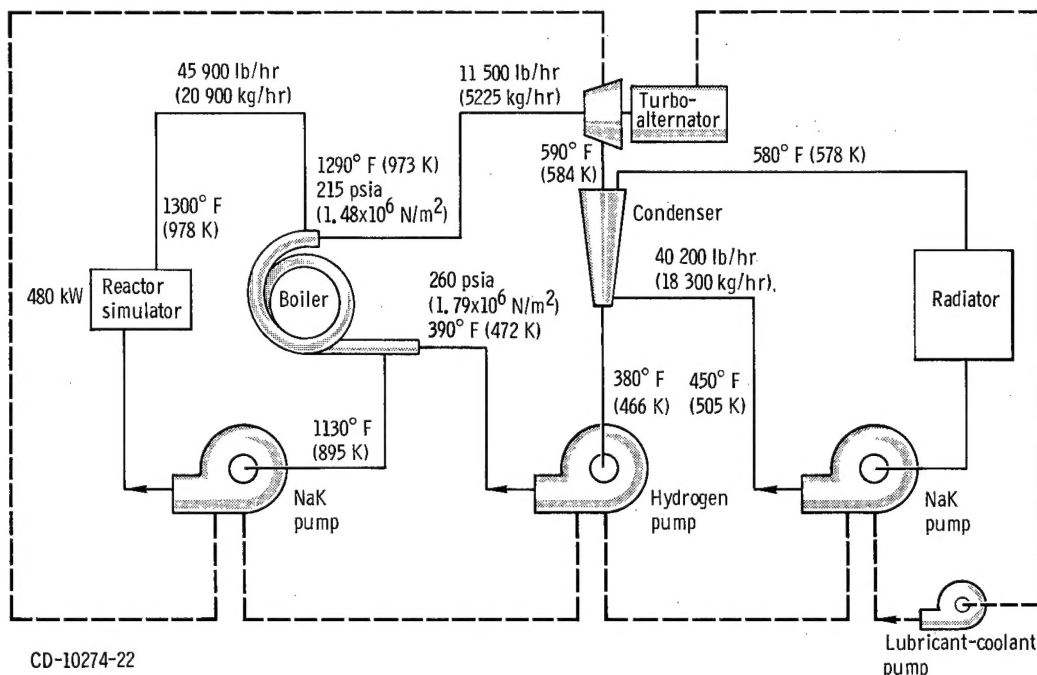 45 900 lb/hr
(20 900 kg/hr)
11 500 lb/hr
(5225 kg/hr)
Turbo-
alternator
590° F
(584 K)
580° F (578 K)
1290° F (973 K)
215 psia
(1.48x10⁶ N/m²)
1300° F
(978 K)
Condenser
40 200 lb/hr
(18 300 kg/hr)
480 kW
Reactor
simulator
Boiler
260 psia
(1.79x10⁶ N/m²)
390° F (472 K)
Radiator
380° F
(466 K)
450° F
(505 K)
1130° F
(895 K)
NaK
pump
Hydrogen
pump
NaK
pump
Lubricant-coolant
pump
CD-10274-22